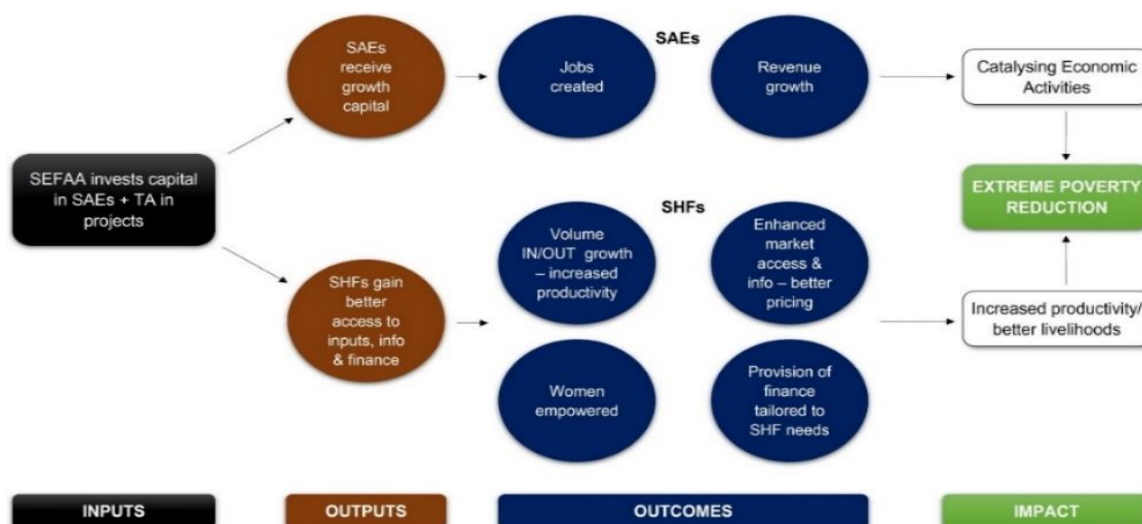 SEFAA invests capital
in SAEs + TA in
projects
SAEs
receive
growth
capital
SHFs gain
better
access to
inputs, info
& finance
SAEs
Jobs
created
Revenue
growth
SHFs
Volume
IN/OUT growth
– increased
productivity
Enhanced
market
access &
info – better
pricing
Women
empowered
Provision of
finance
tailored to
SHF needs
Catalysing Economic
Activities
EXTREME POVERTY
REDUCTION
Increased productivity/
better livelihoods
INPUTS
OUTPUTS
OUTCOMES
IMPACT